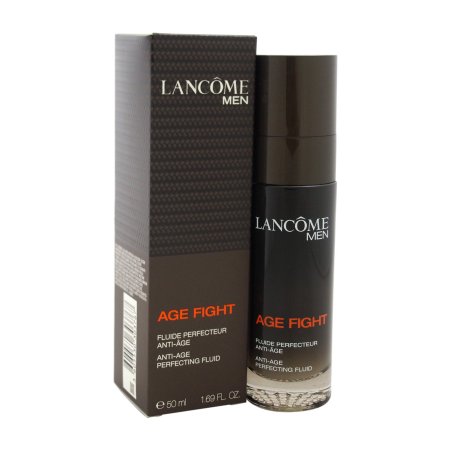 LANCÔME
MEN
AGE FIGHT
FLUIDE PERFECTEUR
ANTI-ÂGE
ANTI-AGE
PERFECTING FLUID
℮ 50 ml 1.69 FL. OZ.
LANCÔME
MEN
AGE FIGHT
FLUIDE PERFECTEUR
ANTI-ÂGE
ANTI-AGE
PERFECTING FLUID